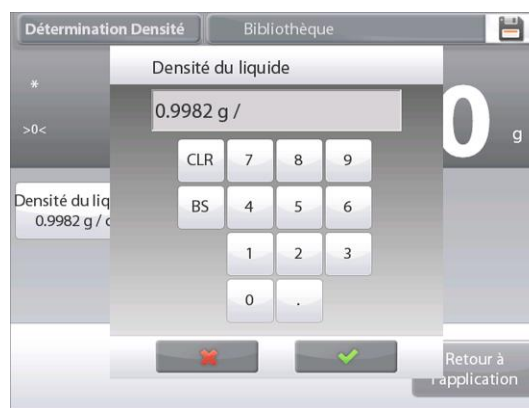 Détermination Densité
Bibliothèque
Densité du liquide
*
0.9982 g /
>0<
0
g
CLR 7 8 9
Densité du liq
0.9982 g / c
BS 4 5 6
1 2 3
0 .
Retour à
l'application